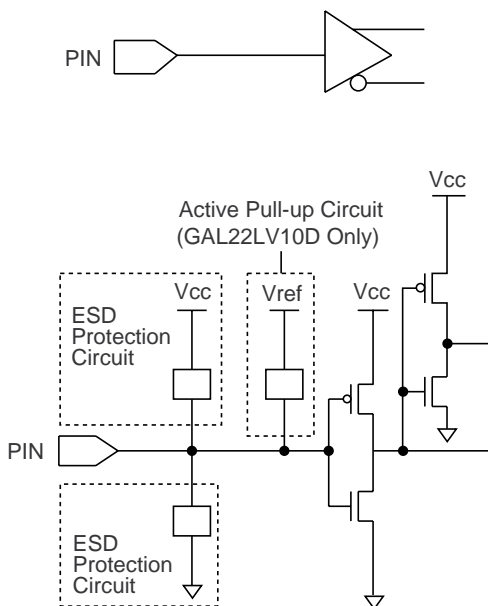 PIN
Vcc
Active Pull-up Circuit
(GAL22LV10D Only)
Vcc
Vref
Vcc
ESD
Protection
Circuit
PIN
ESD
Protection
Circuit